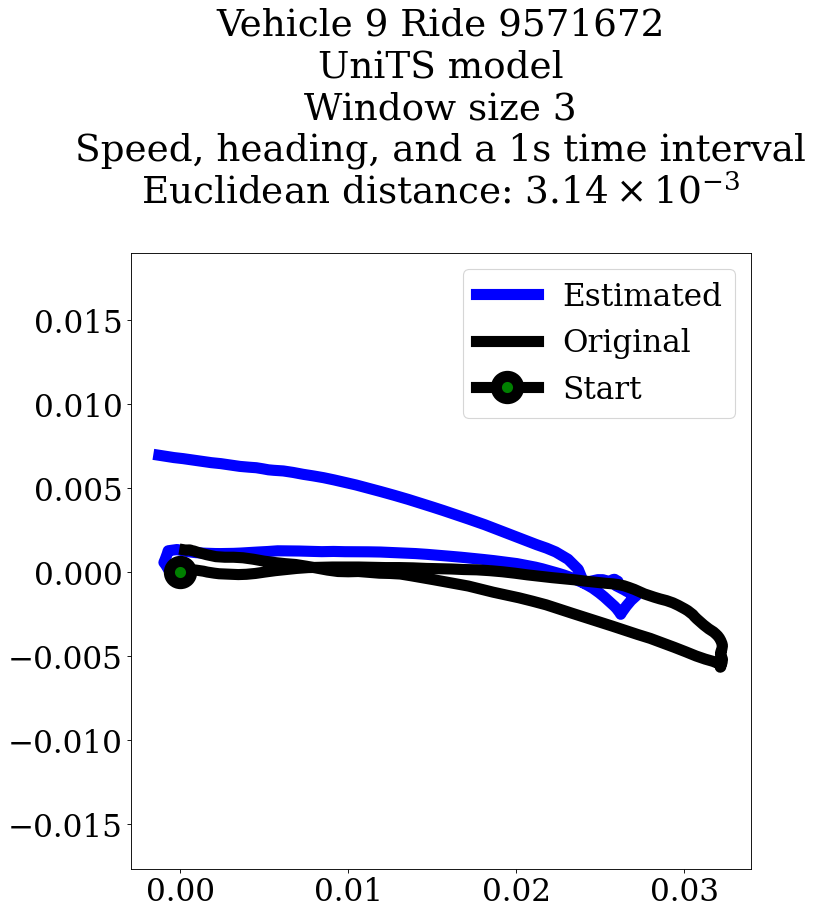 Vehicle 9 Ride 9571672
UniTS model
Window size 3
Speed, heading, and a 1s time interval
Euclidean distance: 3.14 × 10⁻³
Estimated
Original
Start
0.015
0.010
0.005
0.000
−0.005
−0.010
−0.015
0.00 0.01 0.02 0.03